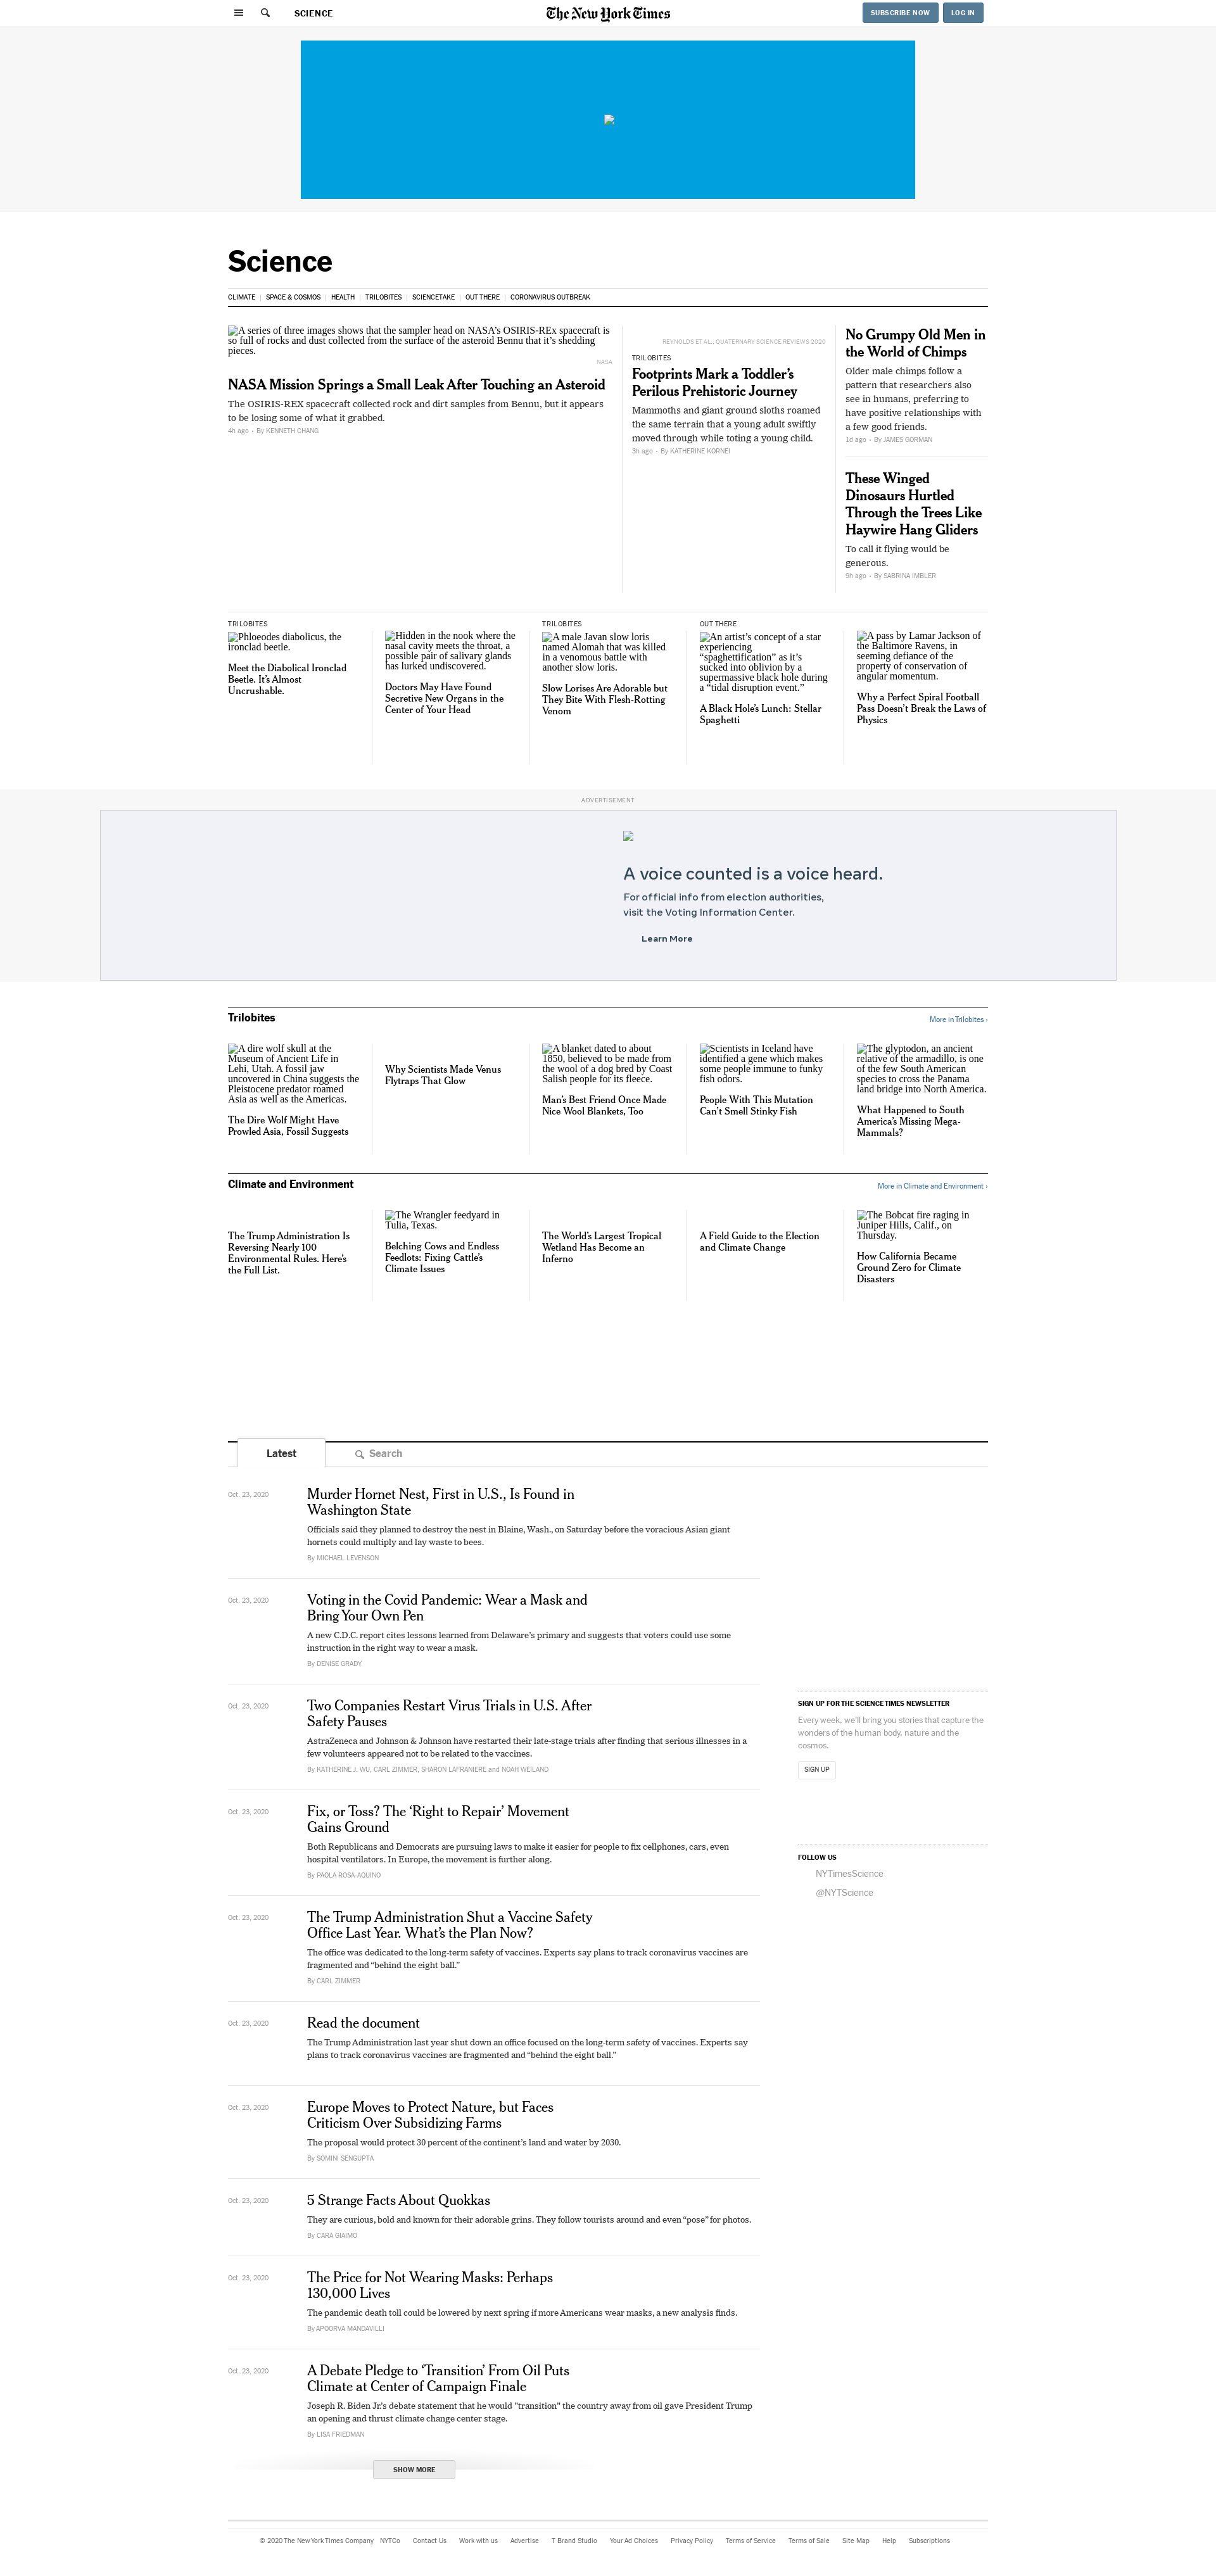 SCIENCE
The New York Times
SUBSCRIBE NOW
LOG IN
Science
CLIMATE
SPACE & COSMOS
HEALTH
TRILOBITES
SCIENCETAKE
OUT THERE
CORONAVIRUS OUTBREAK
A series of three images shows that the sampler head on NASA's OSIRIS-REx spacecraft is
so full of rocks and dust collected from the surface of the asteroid Bennu that it's shedding
pieces.
NASA
NASA Mission Springs a Small Leak After Touching an Asteroid
The OSIRIS-REX spacecraft collected rock and dirt samples from Bennu, but it appears
to be losing some of what it grabbed.
4h ago • By KENNETH CHANG
REYNOLDS ET AL., QUATERNARY SCIENCE REVIEWS 2020
TRILOBITES
Footprints Mark a Toddler's
Perilous Prehistoric Journey
Mammoths and giant ground sloths roamed
the same terrain that a young adult swiftly
moved through while toting a young child.
3h ago • By KATHERINE KORNEI
No Grumpy Old Men in
the World of Chimps
Older male chimps follow a
pattern that researchers also
see in humans, preferring to
have positive relationships with
a few good friends.
1d ago • By JAMES GORMAN
These Winged
Dinosaurs Hurtled
Through the Trees Like
Haywire Hang Gliders
To call it flying would be
generous.
9h ago • By SABRINA IMBLER
TRILOBITES
Phloeodes diabolicus, the
ironclad beetle.
Meet the Diabolical Ironclad
Beetle. It's Almost
Uncrushable.
Hidden in the nook where the
nasal cavity meets the throat, a
possible pair of salivary glands
has lurked undiscovered.
Doctors May Have Found
Secretive New Organs in the
Center of Your Head
TRILOBITES
A male Javan slow loris
named Alomah that was killed
in a venomous battle with
another slow loris.
Slow Lorises Are Adorable but
They Bite With Flesh-Rotting
Venom
OUT THERE
An artist's concept of a star
experiencing
“spaghettification” as it's
sucked into oblivion by a
supermassive black hole during
a “tidal disruption event.”
A Black Hole's Lunch: Stellar
Spaghetti
A pass by Lamar Jackson of
the Baltimore Ravens, in
seeming defiance of the
property of conservation of
angular momentum.
Why a Perfect Spiral Football
Pass Doesn't Break the Laws of
Physics
ADVERTISEMENT
A voice counted is a voice heard.
For official info from election authorities,
visit the Voting Information Center.
Learn More
Trilobites
More in Trilobites ›
A dire wolf skull at the
Museum of Ancient Life in
Lehi, Utah. A fossil jaw
uncovered in China suggests the
Pleistocene predator roamed
Asia as well as the Americas.
The Dire Wolf Might Have
Prowled Asia, Fossil Suggests
Why Scientists Made Venus
Flytraps That Glow
A blanket dated to about
1850, believed to be made from
the wool of a dog bred by Coast
Salish people for its fleece.
Man's Best Friend Once Made
Nice Wool Blankets, Too
Scientists in Iceland have
identified a gene which makes
some people immune to funky
fish odors.
People With This Mutation
Can't Smell Stinky Fish
The glyptodon, an ancient
relative of the armadillo, is one
of the few South American
species to cross the Panama
land bridge into North America.
What Happened to South
America's Missing Mega-
Mammals?
Climate and Environment
More in Climate and Environment ›
The Trump Administration Is
Reversing Nearly 100
Environmental Rules. Here's
the Full List.
The Wrangler feedyard in
Tulia, Texas.
Belching Cows and Endless
Feedlots: Fixing Cattle's
Climate Issues
The World's Largest Tropical
Wetland Has Become an
Inferno
A Field Guide to the Election
and Climate Change
The Bobcat fire raging in
Juniper Hills, Calif., on
Thursday.
How California Became
Ground Zero for Climate
Disasters
Latest
Search
Oct. 23, 2020
Murder Hornet Nest, First in U.S., Is Found in
Washington State
Officials said they planned to destroy the nest in Blaine, Wash., on Saturday before the voracious Asian giant
hornets could multiply and lay waste to bees.
By MICHAEL LEVENSON
Oct. 23, 2020
Voting in the Covid Pandemic: Wear a Mask and
Bring Your Own Pen
A new C.D.C. report cites lessons learned from Delaware's primary and suggests that voters could use some
instruction in the right way to wear a mask.
By DENISE GRADY
Oct. 23, 2020
Two Companies Restart Virus Trials in U.S. After
Safety Pauses
AstraZeneca and Johnson & Johnson have restarted their late-stage trials after finding that serious illnesses in a
few volunteers appeared not to be related to the vaccines.
By KATHERINE J. WU, CARL ZIMMER, SHARON LAFRANIERE and NOAH WEILAND
Oct. 23, 2020
Fix, or Toss? The ‘Right to Repair’ Movement
Gains Ground
Both Republicans and Democrats are pursuing laws to make it easier for people to fix cellphones, cars, even
hospital ventilators. In Europe, the movement is further along.
By PAOLA ROSA-AQUINO
Oct. 23, 2020
The Trump Administration Shut a Vaccine Safety
Office Last Year. What's the Plan Now?
The office was dedicated to the long-term safety of vaccines. Experts say plans to track coronavirus vaccines are
fragmented and “behind the eight ball.”
By CARL ZIMMER
Oct. 23, 2020
Read the document
The Trump Administration last year shut down an office focused on the long-term safety of vaccines. Experts say
plans to track coronavirus vaccines are fragmented and “behind the eight ball.”
Oct. 23, 2020
Europe Moves to Protect Nature, but Faces
Criticism Over Subsidizing Farms
The proposal would protect 30 percent of the continent's land and water by 2030.
By SOMINI SENGUPTA
Oct. 23, 2020
5 Strange Facts About Quokkas
They are curious, bold and known for their adorable grins. They follow tourists around and even “pose” for photos.
By CARA GIAIMO
Oct. 23, 2020
The Price for Not Wearing Masks: Perhaps
130,000 Lives
The pandemic death toll could be lowered by next spring if more Americans wear masks, a new analysis finds.
By APOORVA MANDAVILLI
Oct. 23, 2020
A Debate Pledge to ‘Transition’ From Oil Puts
Climate at Center of Campaign Finale
Joseph R. Biden Jr.'s debate statement that he would "transition" the country away from oil gave President Trump
an opening and thrust climate change center stage.
By LISA FRIEDMAN
SHOW MORE
SIGN UP FOR THE SCIENCE TIMES NEWSLETTER
Every week, we'll bring you stories that capture the
wonders of the human body, nature and the
cosmos.
SIGN UP
FOLLOW US
NYTimesScience
@NYTScience
© 2020 The New York Times Company
NYTCo
Contact Us
Work with us
Advertise
T Brand Studio
Your Ad Choices
Privacy Policy
Terms of Service
Terms of Sale
Site Map
Help
Subscriptions